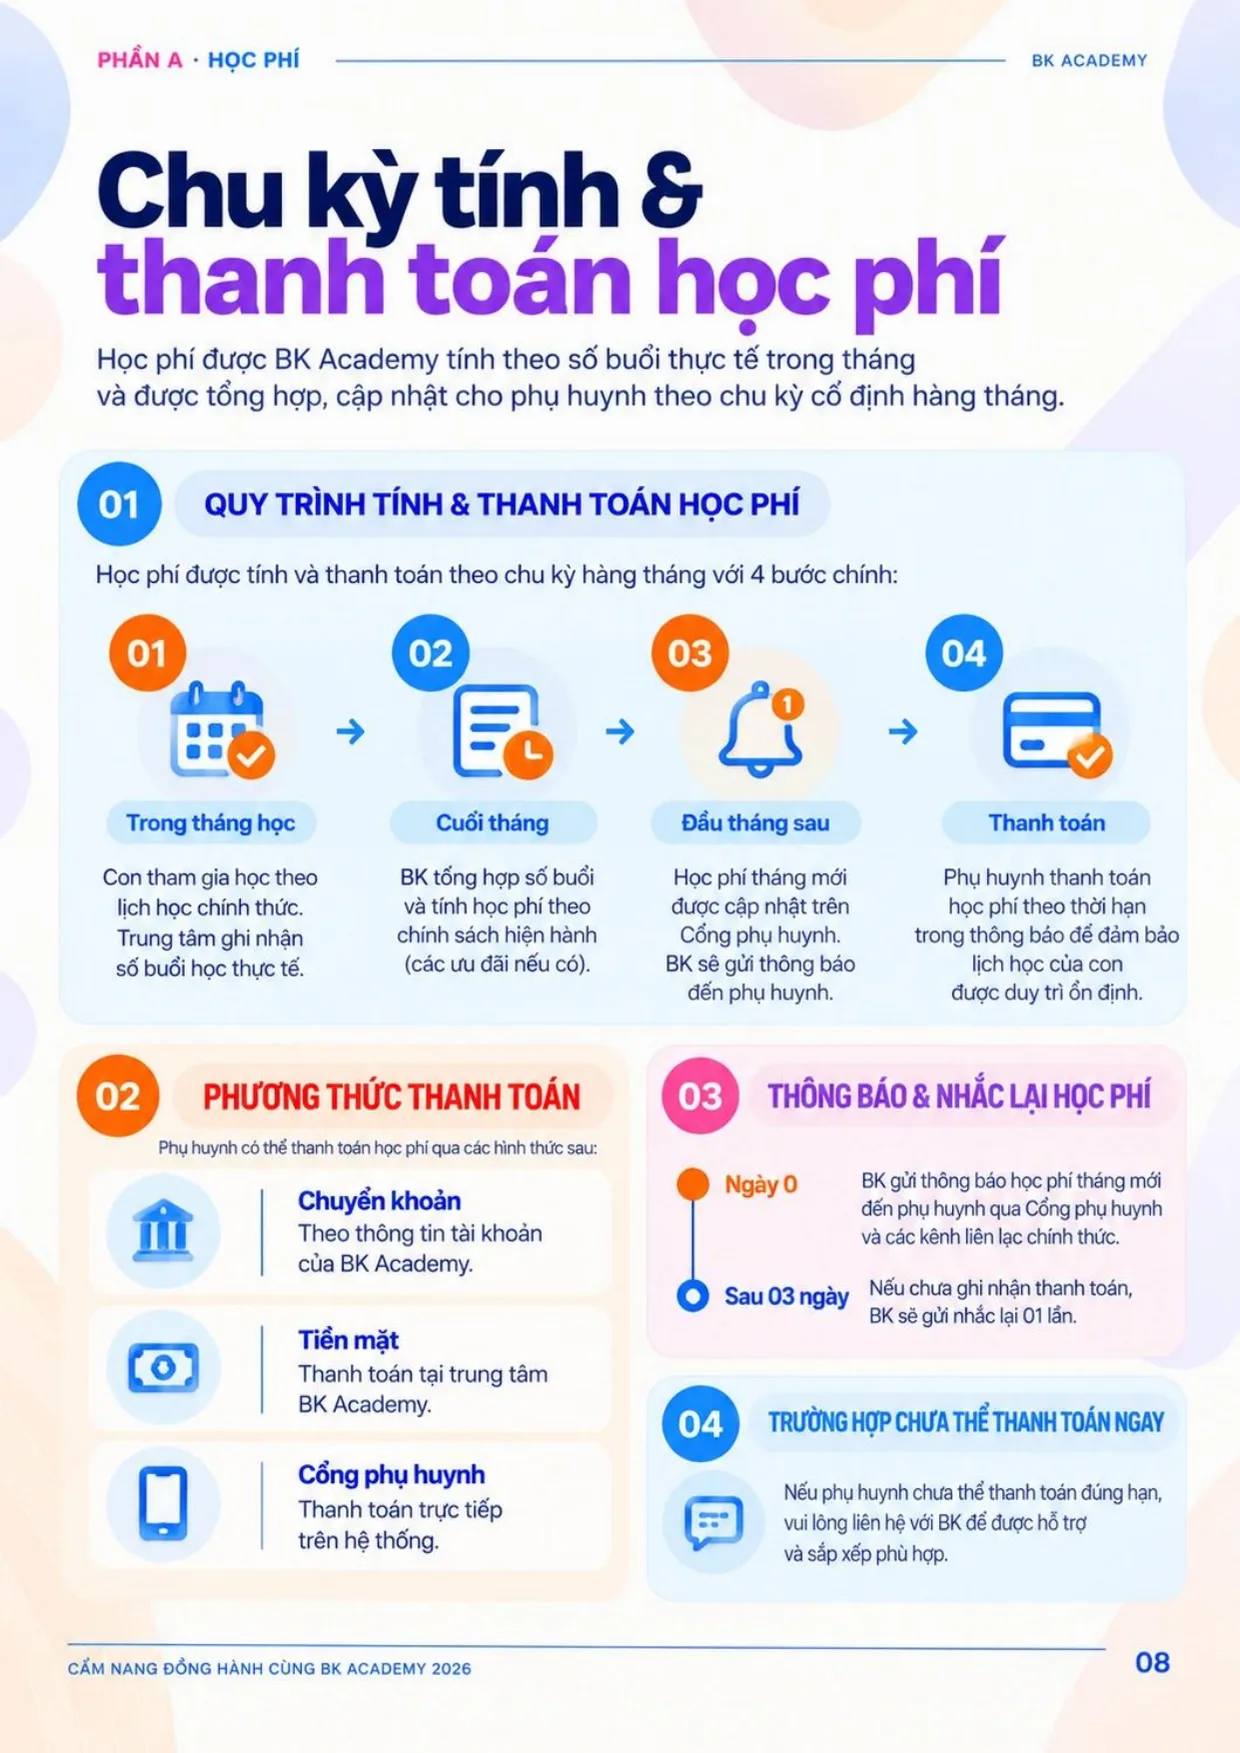 PHẦN A · HỌC PHÍ
BK ACADEMY
Chu kỳ tính &
thanh toán học phí
Học phí được BK Academy tính theo số buổi thực tế trong tháng
và được tổng hợp, cập nhật cho phụ huynh theo chu kỳ cố định hàng tháng.
01
QUY TRÌNH TÍNH & THANH TOÁN HỌC PHÍ
Học phí được tính và thanh toán theo chu kỳ hàng tháng với 4 bước chính:
01
Trong tháng học
Con tham gia học theo
lịch học chính thức.
Trung tâm ghi nhận
số buổi học thực tế.
02
Cuối tháng
BK tổng hợp số buổi
và tính học phí theo
chính sách hiện hành
(các ưu đãi nếu có).
03
1
Đầu tháng sau
Học phí tháng mới
được cập nhật trên
Cổng phụ huynh.
BK sẽ gửi thông báo
đến phụ huynh.
04
Thanh toán
Phụ huynh thanh toán
học phí theo thời hạn
trong thông báo để đảm bảo
lịch học của con
được duy trì ổn định.
02
PHƯƠNG THỨC THANH TOÁN
Phụ huynh có thể thanh toán học phí qua các hình thức sau:
Chuyển khoản
Theo thông tin tài khoản
của BK Academy.
Tiền mặt
Thanh toán tại trung tâm
BK Academy.
Cổng phụ huynh
Thanh toán trực tiếp
trên hệ thống.
03
THÔNG BÁO & NHẮC LẠI HỌC PHÍ
Ngày 0
BK gửi thông báo học phí tháng mới
đến phụ huynh qua Cổng phụ huynh
và các kênh liên lạc chính thức.
Sau 03 ngày
Nếu chưa ghi nhận thanh toán,
BK sẽ gửi nhắc lại 01 lần.
04
TRƯỜNG HỢP CHƯA THỂ THANH TOÁN NGAY
Nếu phụ huynh chưa thể thanh toán đúng hạn,
vui lòng liên hệ với BK để được hỗ trợ
và sắp xếp phù hợp.
CẨM NANG ĐỒNG HÀNH CÙNG BK ACADEMY 2026
08